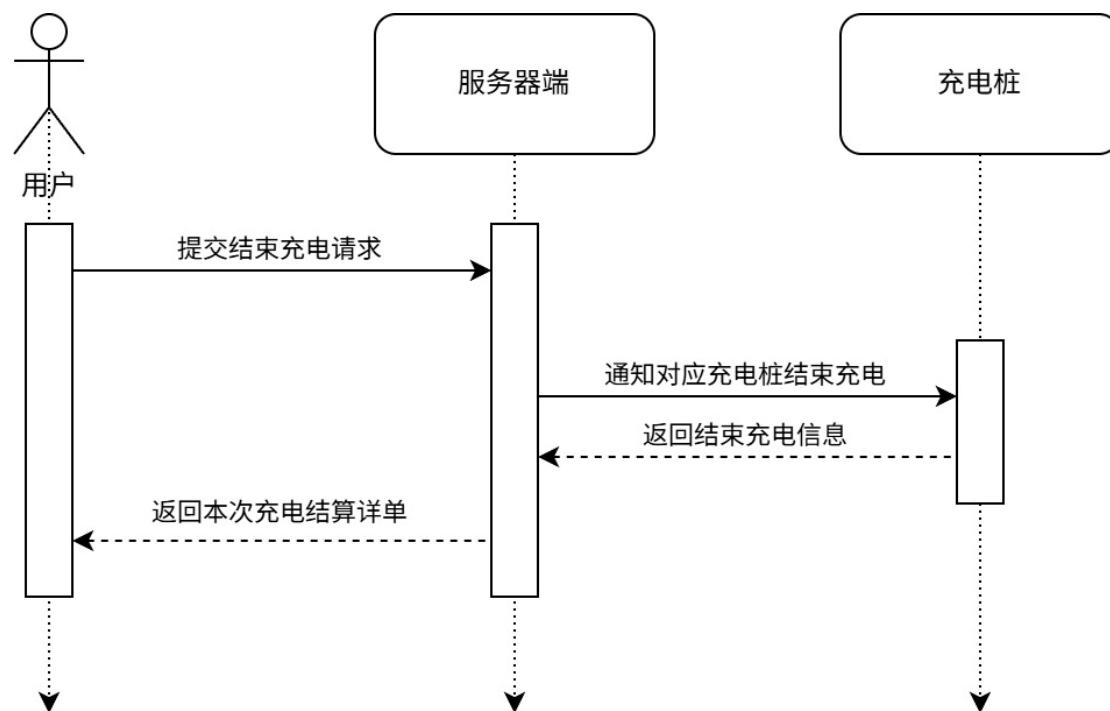 服务器端
充电桩
用户
提交结束充电请求
通知对应充电桩结束充电
返回结束充电信息
返回本次充电结算详单